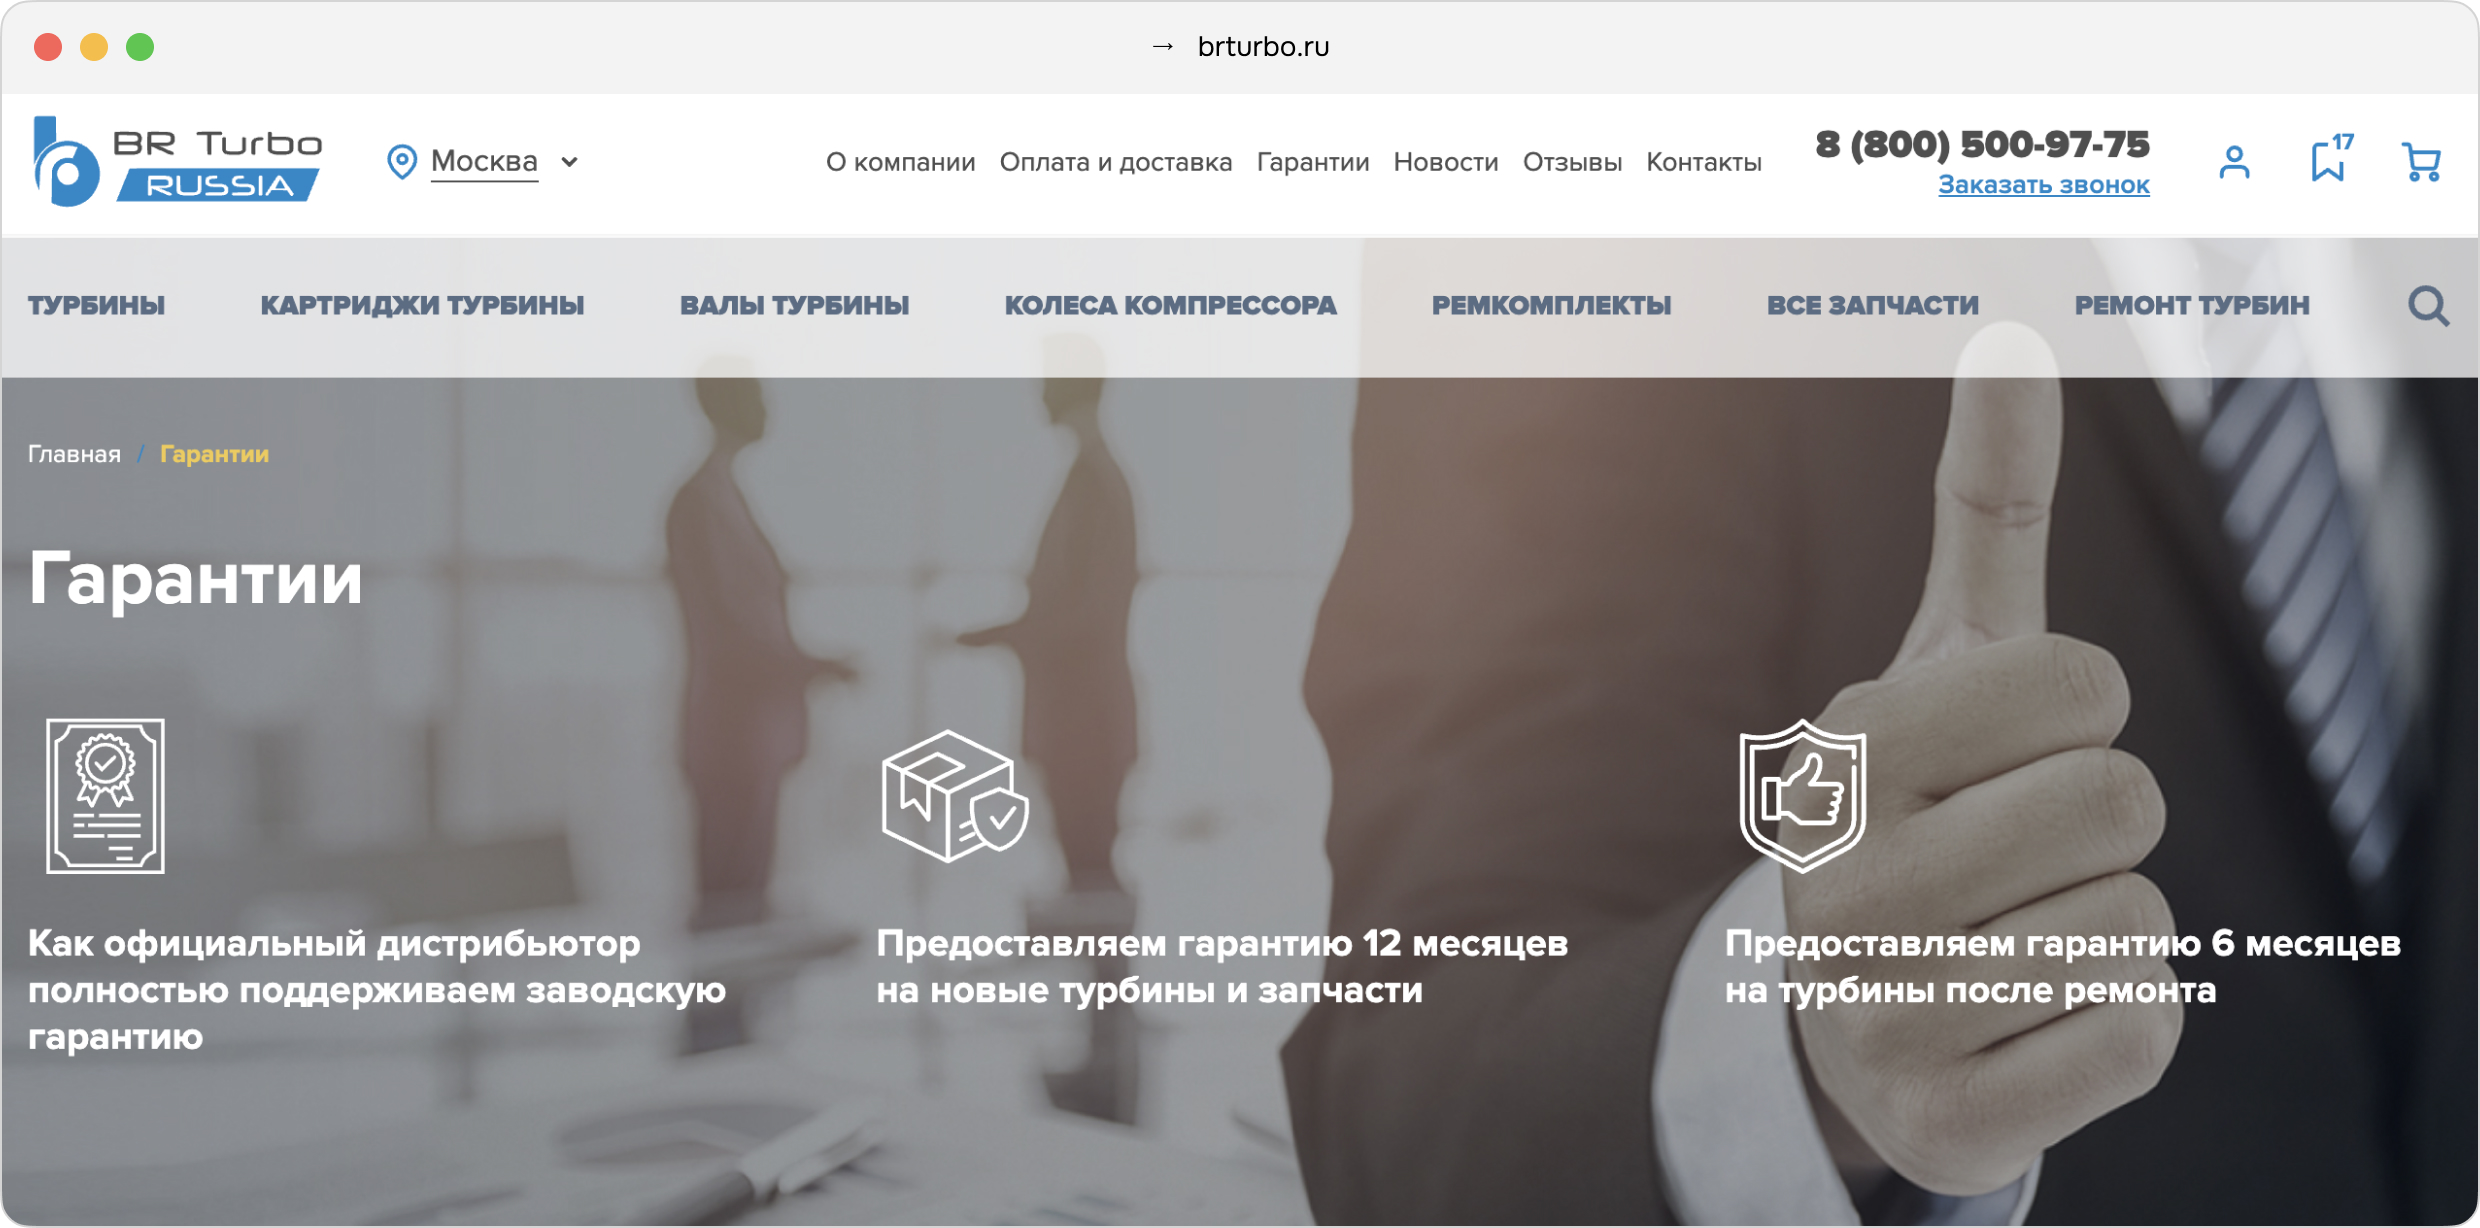 → brturbo.ru
BR Turbo
RUSSIA
Москва
О компании Оплата и доставка Гарантии Новости Отзывы Контакты
8 (800) 500-97-75
Заказать звонок
17
ТУРБИНЫ КАРТРИДЖИ ТУРБИНЫ ВАЛЫ ТУРБИНЫ КОЛЕСА КОМПРЕССОРА РЕМКОМПЛЕКТЫ ВСЕ ЗАПЧАСТИ РЕМОНТ ТУРБИН
Главная / Гарантии
Гарантии
Как официальный дистрибьютор
полностью поддерживаем заводскую
гарантию
Предоставляем гарантию 12 месяцев
на новые турбины и запчасти
Предоставляем гарантию 6 месяцев
на турбины после ремонта